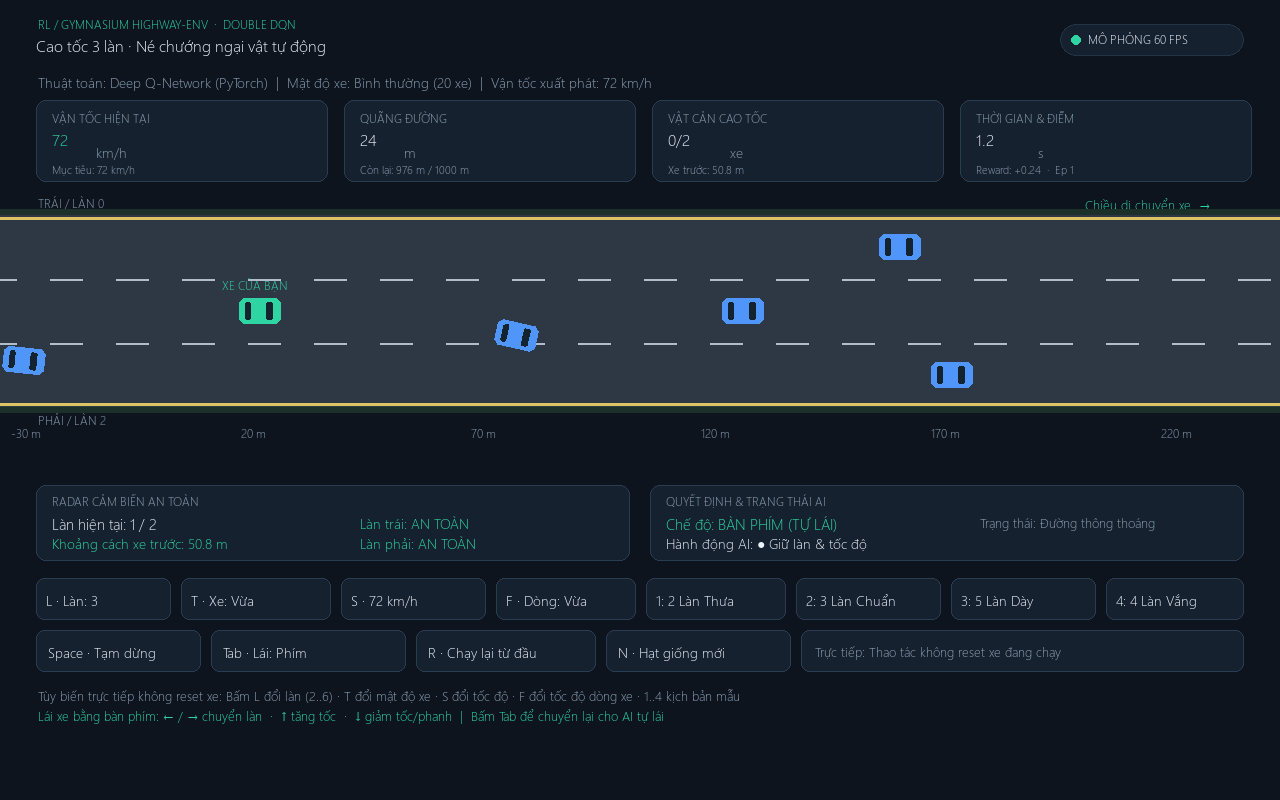 RL / GYMNASIUM HIGHWAY-ENV · DOUBLE DQN
Cao tốc 3 làn · Né chướng ngại vật tự động
MÔ PHỎNG 60 FPS
Thuật toán: Deep Q-Network (PyTorch) | Mật độ xe: Bình thường (20 xe) | Vận tốc xuất phát: 72 km/h
VẬN TỐC HIỆN TẠI
72
km/h
Mục tiêu: 72 km/h
QUÃNG ĐƯỜNG
24
m
Còn lại: 976 m / 1000 m
VẬT CẢN CAO TỐC
0/2
xe
Xe trước: 50.8 m
THỜI GIAN & ĐIỂM
1.2
s
Reward: +0.24 · Ep 1
TRÁI / LÀN 0
Chiều di chuyển xe →
XE CỦA BẠN
PHẢI / LÀN 2
-30 m 20 m 70 m 120 m 170 m 220 m
RADAR CẢM BIẾN AN TOÀN
Làn hiện tại: 1 / 2
Làn trái: AN TOÀN
Khoảng cách xe trước: 50.8 m
Làn phải: AN TOÀN
QUYẾT ĐỊNH & TRẠNG THÁI AI
Chế độ: BÀN PHÍM (TỰ LÁI)
Trạng thái: Đường thông thoáng
Hành động AI: ● Giữ làn & tốc độ
L · Làn: 3
T · Xe: Vừa
S · 72 km/h
F · Dòng: Vừa
1: 2 Làn Thưa
2: 3 Làn Chuẩn
3: 5 Làn Dày
4: 4 Làn Vắng
Space · Tạm dừng
Tab · Lái: Phím
R · Chạy lại từ đầu
N · Hạt giống mới
Trực tiếp: Thao tác không reset xe đang chạy
Tùy biến trực tiếp không reset xe: Bấm L đổi làn (2..6) · T đổi mật độ xe · S đổi tốc độ · F đổi tốc độ dòng xe · 1..4 kịch bản mẫu
Lái xe bằng bàn phím: ← / → chuyển làn · ↑ tăng tốc · ↓ giảm tốc/phanh | Bấm Tab để chuyển lại cho AI tự lái